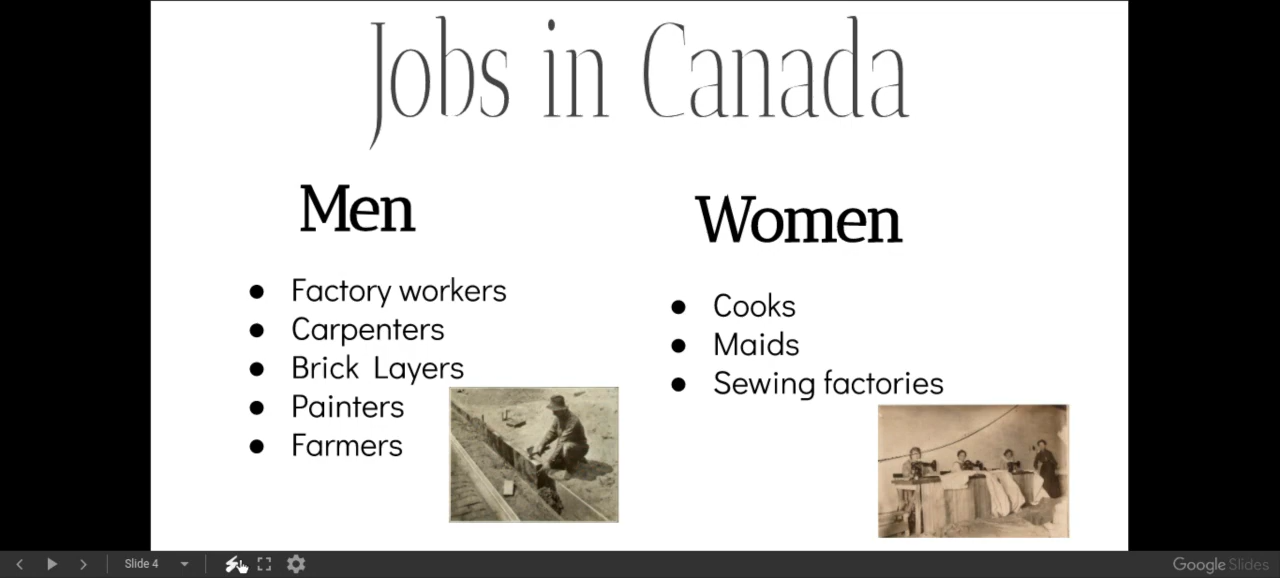 Jobs in Canada
Men
Factory workers
Carpenters
Brick Layers
Painters
Farmers
Women
Cooks
Maids
Sewing factories
Slide 4
Google Slides